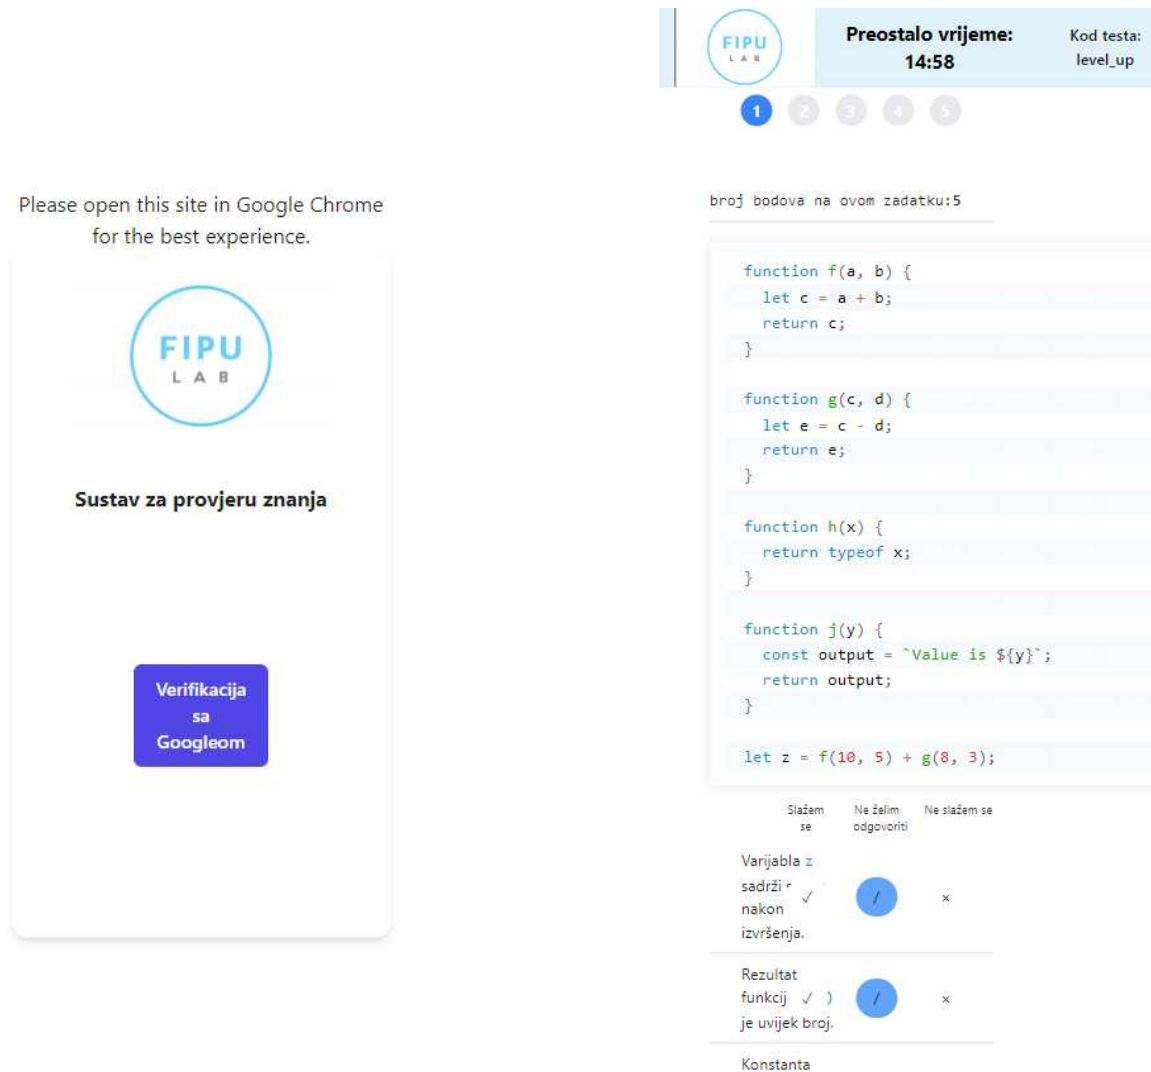 Please open this site in Google Chrome
for the best experience.
FIPU
LAB
Sustav za provjeru znanja
Verifikacija
sa
Googleom
FIPU
LAB
Preostalo vrijeme:
14:58
Kod testa:
level_up
1 2 3 4 5
broj bodova na ovom zadatku:5
function f(a, b) {
  let c = a + b;
  return c;
}
function g(c, d) {
  let e = c - d;
  return e;
}
function h(x) {
  return typeof x;
}
function j(y) {
  const output = `Value is ${y}`;
  return output;
}
let z = f(10, 5) + g(8, 3);
Slažem
se
Ne želim
odgovoriti
Ne slažem se
Varijabla z
sadrži
✓ / ×
nakon
izvršenja.
Rezultat
funkcij ✓ ) / ×
je uvijek broj.
Konstanta